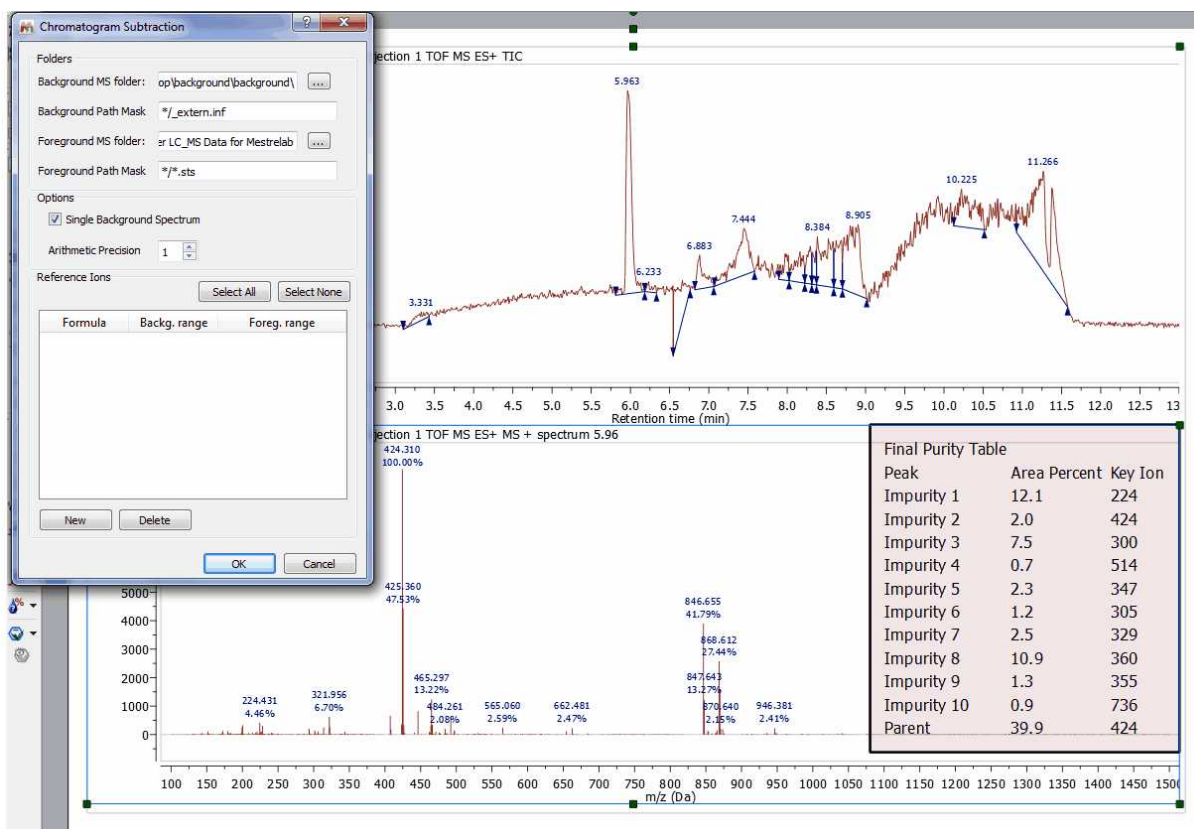 Chromatogram Subtraction
Folders
Background MS folder: op\background\background\ ...
Background Path Mask */_extern.inf
Foreground MS folder: er LC_MS Data for Mestrelab ...
Foreground Path Mask */*.sts
Options
Single Background Spectrum
Arithmetic Precision 1
Reference Ions
Select All Select None
Formula Backg. range Foreg. range
New Delete
OK Cancel
jection 1 TOF MS ES+ TIC
5.963
11.266
10.225
7.444
8.905
8.384
6.883
6.233
3.331
3.0 3.5 4.0 4.5 5.0 5.5 6.0 6.5 7.0 7.5 8.0 8.5 9.0 9.5 10.0 10.5 11.0 11.5 12.0 12.5 13
Retention time (min)
jection 1 TOF MS ES+ MS + spectrum 5.96
424.310
100.00%
425.360
47.53%
846.655
41.79%
868.612
27.44%
465.297
13.22%
847.643
13.27%
321.956
6.70%
224.431
4.46%
484.261
2.08%
565.060
2.59%
662.481
2.47%
870.640
2.15%
946.381
2.41%
5000
4000
3000
2000
1000
0
100 150 200 250 300 350 400 450 500 550 600 650 700 750 800 850 900 950 1000 1050 1100 1150 1200 1250 1300 1350 1400 1450 1500
m/z (Da)
Final Purity Table
Peak Area Percent Key Ion
Impurity 1 12.1 224
Impurity 2 2.0 424
Impurity 3 7.5 300
Impurity 4 0.7 514
Impurity 5 2.3 347
Impurity 6 1.2 305
Impurity 7 2.5 329
Impurity 8 10.9 360
Impurity 9 1.3 355
Impurity 10 0.9 736
Parent 39.9 424